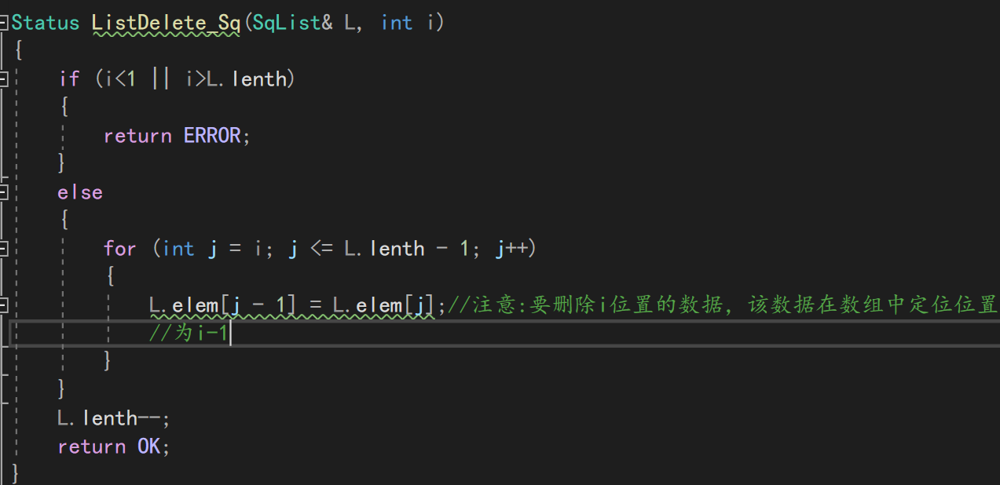 Status ListDelete_Sq(SqList& L, int i)
{
if (i<1 || i>L.lenth)
{
return ERROR;
}
else
{
for (int j = i; j <= L.lenth - 1; j++)
{
L.elem[j - 1] = L.elem[j];//注意:要删除i位置的数据，该数据在数组中定位位置
//为i-1
}
}
L.lenth--;
return OK;
}